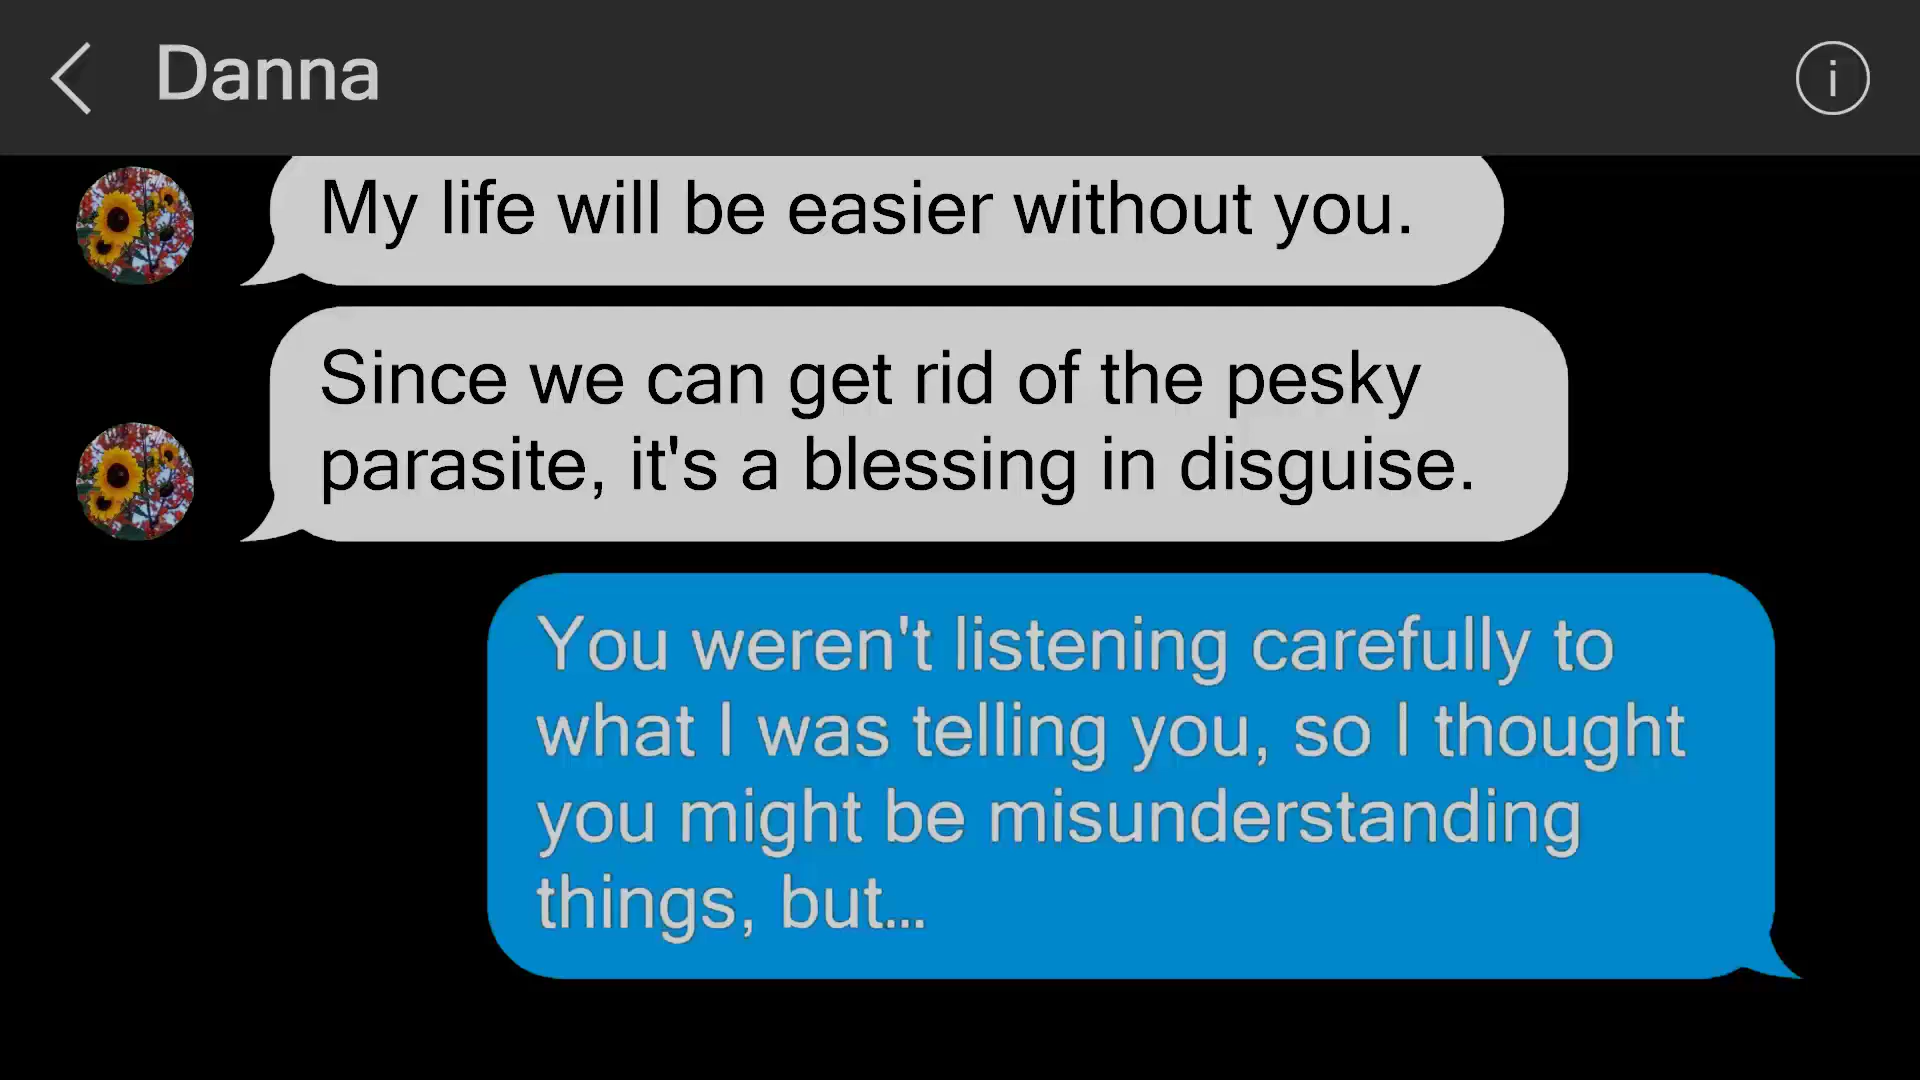 Danna
My life will be easier without you.
Since we can get rid of the pesky
parasite, it's a blessing in disguise.
You weren't listening carefully to
what I was telling you, so I thought
you might be misunderstanding
things, but...